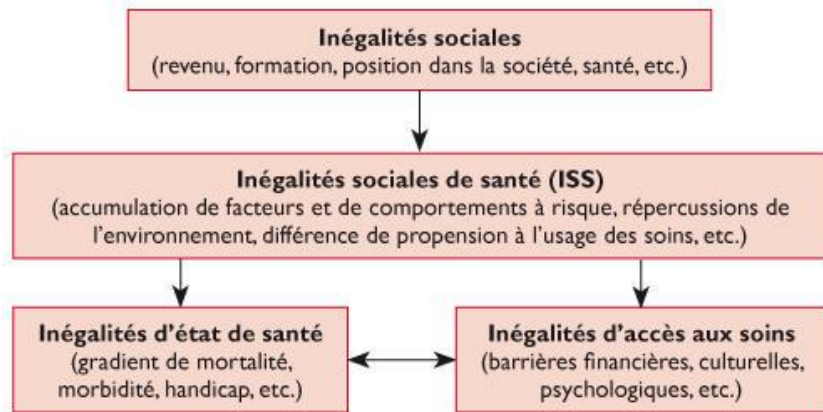 Inégalités sociales
(revenu, formation, position dans la société, santé, etc.)
Inégalités sociales de santé (ISS)
(accumulation de facteurs et de comportements à risque, répercussions de
l’environnement, différence de propension à l’usage des soins, etc.)
Inégalités d’état de santé
(gradient de mortalité,
morbidité, handicap, etc.)
Inégalités d’accès aux soins
(barrières financières, culturelles,
psychologiques, etc.)